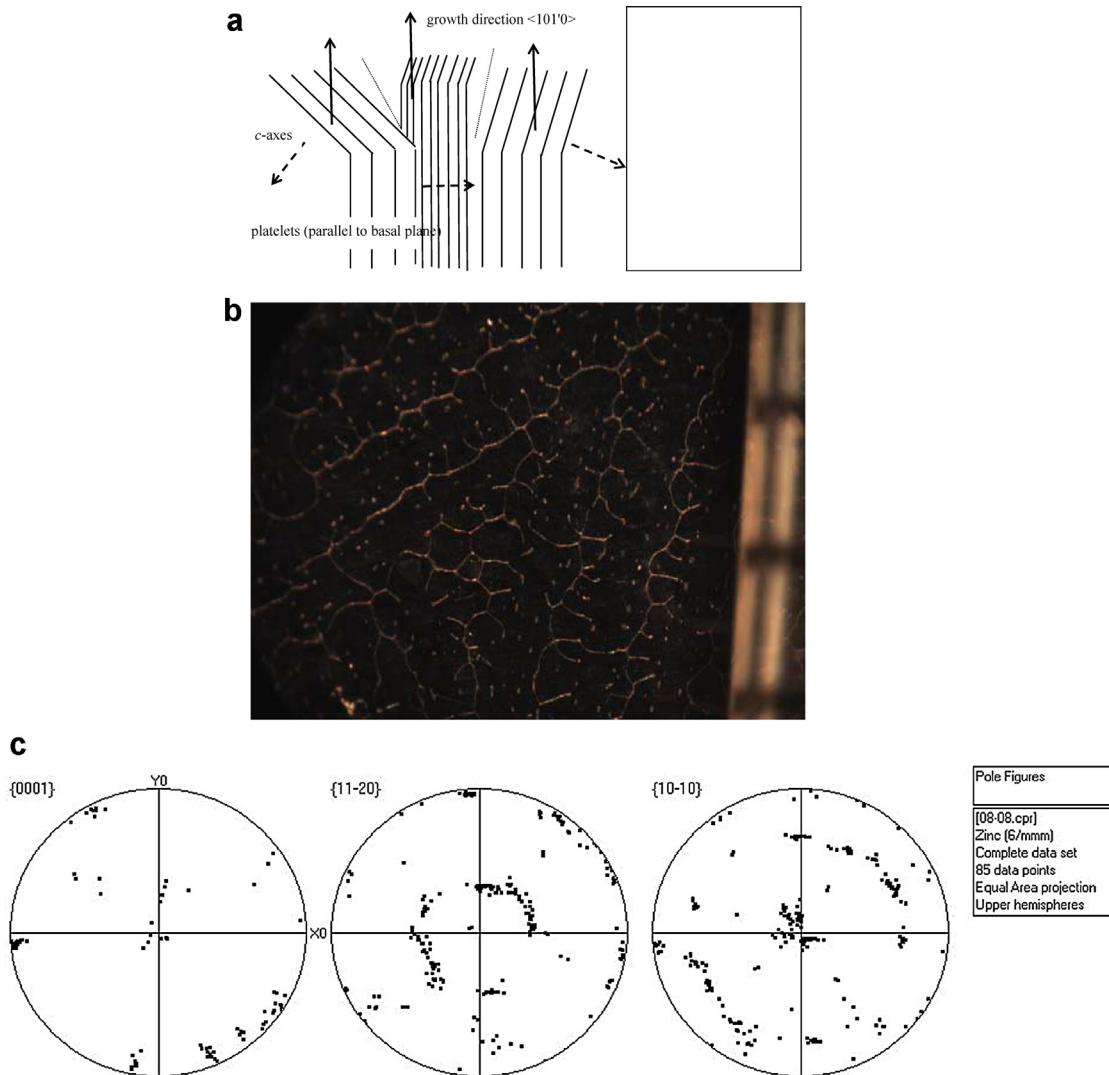 a
growth direction <101'0>
c-axes
platelets (parallel to basal plane)
b
c
{0001}
Y0
X0
{11-20}
{10-10}
Pole Figures
[08-08.cpr]
Zinc (6/mmm)
Complete data set
85 data points
Equal Area projection
Upper hemispheres